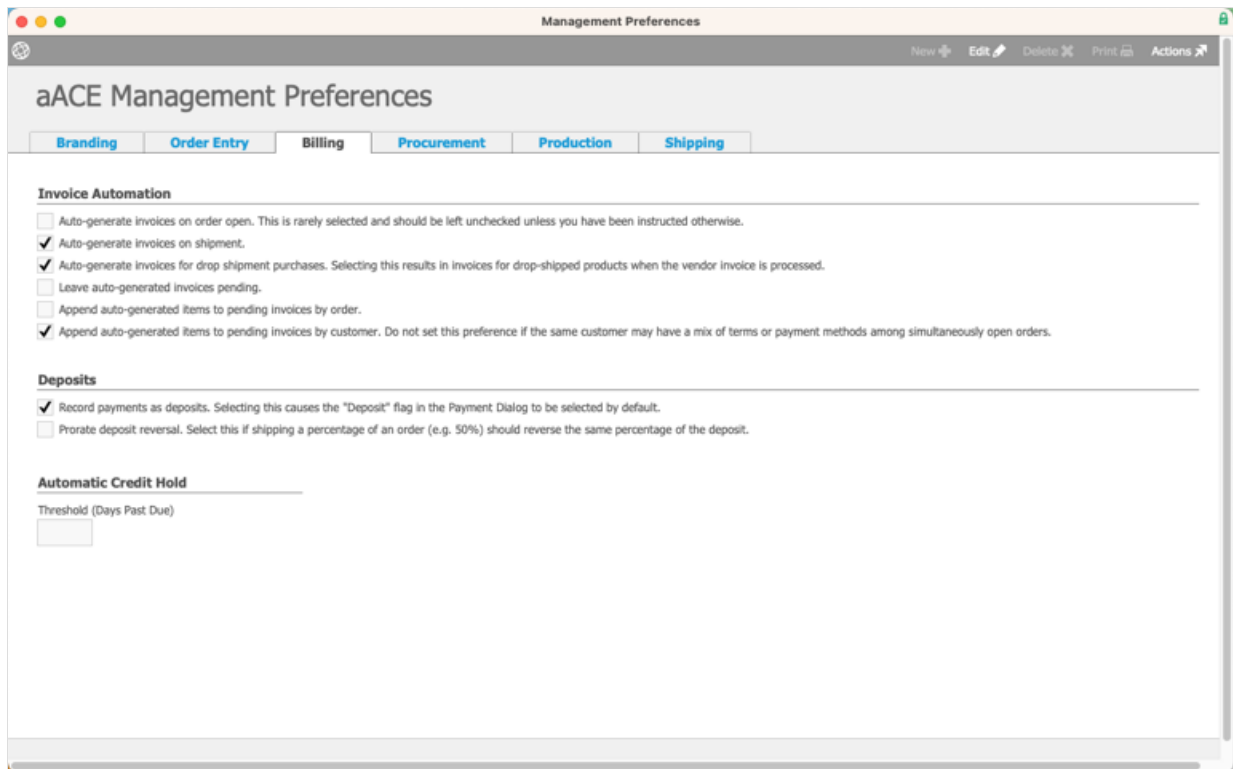 Management Preferences
New Edit Delete Print Actions
aACE Management Preferences
Branding Order Entry Billing Procurement Production Shipping
Invoice Automation
Auto-generate invoices on order open. This is rarely selected and should be left unchecked unless you have been instructed otherwise.
Auto-generate invoices on shipment.
Auto-generate invoices for drop shipment purchases. Selecting this results in invoices for drop-shipped products when the vendor invoice is processed.
Leave auto-generated invoices pending.
Append auto-generated items to pending invoices by order.
Append auto-generated items to pending invoices by customer. Do not set this preference if the same customer may have a mix of terms or payment methods among simultaneously open orders.
Deposits
Record payments as deposits. Selecting this causes the "Deposit" flag in the Payment Dialog to be selected by default.
Prorate deposit reversal. Select this if shipping a percentage of an order (e.g. 50%) should reverse the same percentage of the deposit.
Automatic Credit Hold
Threshold (Days Past Due)